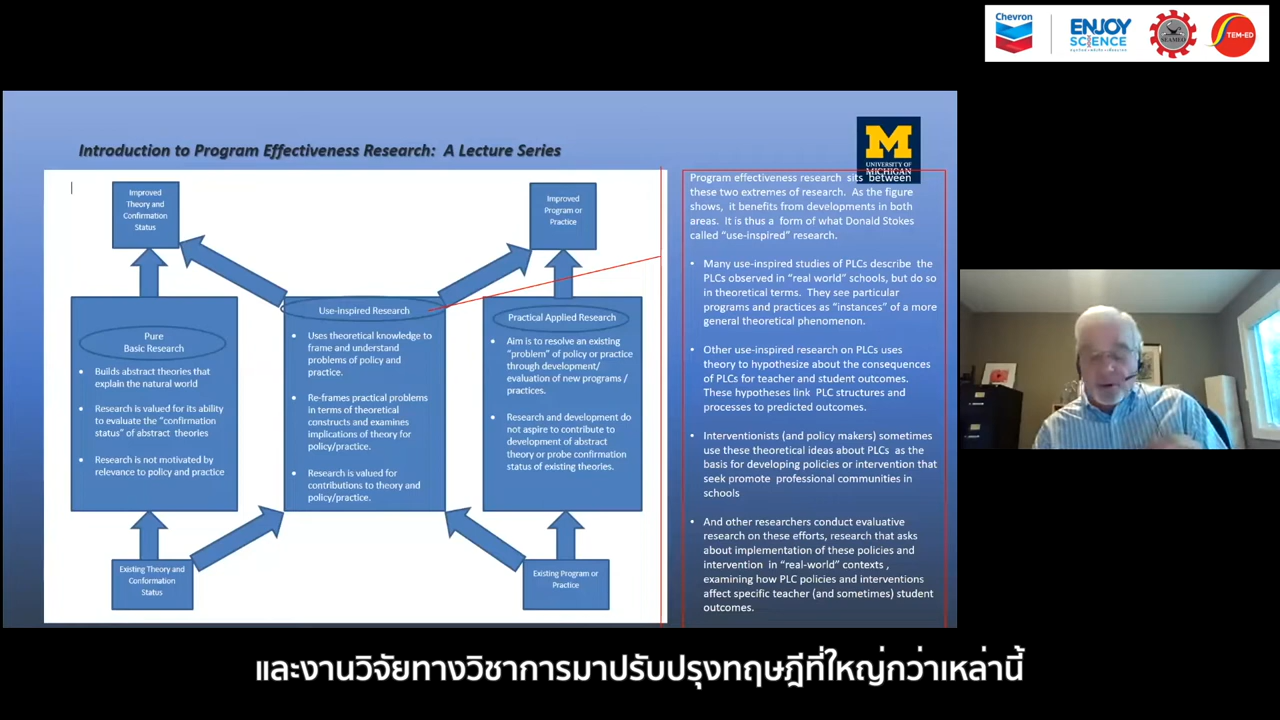 Chevron
ENJOY
SCIENCE
SEAMEO
STEM-ED
Introduction to Program Effectiveness Research: A Lecture Series
M
UNIVERSITY OF
MICHIGAN
Improved
Theory and
Confirmation
Status
Improved
Program or
Practice
Pure
Basic Research
• Builds abstract theories that
explain the natural world
• Research is valued for its ability
to evaluate the “confirmation
status” of abstract theories
• Research is not motivated by
relevance to policy and practice
Use-inspired Research
• Uses theoretical knowledge to
frame and understand
problems of policy and
practice.
• Re-frames practical problems
in terms of theoretical
constructs and examines
implications of theory for
policy/practice.
• Research is valued for
contributions to theory and
policy/practice.
Practical Applied Research
• Aim is to resolve an existing
“problem” of policy or practice
through development/
evaluation of new programs /
practices.
• Research and development do
not aspire to contribute to
development of abstract
theory or probe confirmation
status of existing theories.
Existing Theory and
Conformation
Status
Existing Program or
Practice
Program effectiveness research sits between
these two extremes of research. As the figure
shows, it benefits from developments in both
areas. It is thus a form of what Donald Stokes
called “use-inspired” research.
• Many use-inspired studies of PLCs describe the
PLCs observed in “real world” schools, but do so
in theoretical terms. They see particular
programs and practices as “instances” of a more
general theoretical phenomenon.
• Other use-inspired research on PLCs uses
theory to hypothesize about the consequences
of PLCs for teacher and student outcomes.
These hypotheses link PLC structures and
processes to predicted outcomes.
• Interventionists (and policy makers) sometimes
use these theoretical ideas about PLCs as the
basis for developing policies or intervention that
seek promote professional communities in
schools
• And other researchers conduct evaluative
research on these efforts, research that asks
about implementation of these policies and
intervention in “real-world” contexts ,
examining how PLC policies and interventions
affect specific teacher (and sometimes) student
outcomes.
และงานวิจัยทางวิชาการมาปรับปรุงทฤษฎีที่ใหญ่กว่าเหล่านี้